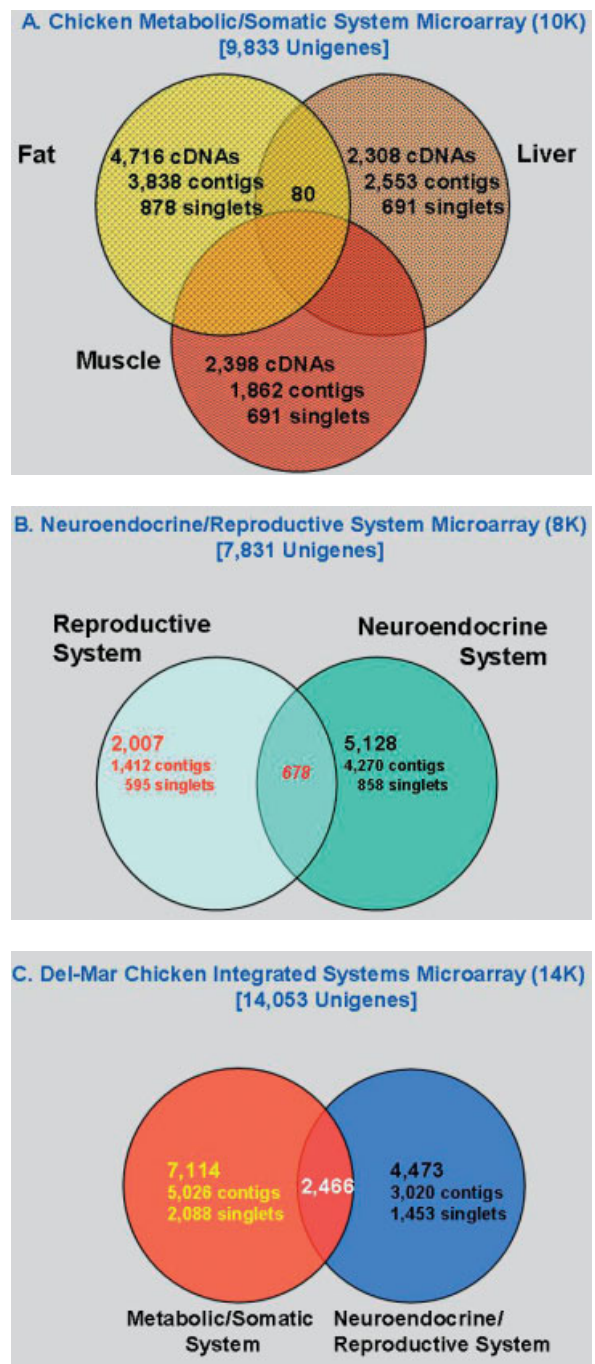 A. Chicken Metabolic/Somatic System Microarray (10K)
[9,833 Unigenes]
Fat
Liver
4,716 cDNAs
3,838 contigs
878 singlets
80
2,308 cDNAs
2,553 contigs
691 singlets
Muscle
2,398 cDNAs
1,862 contigs
691 singlets
B. Neuroendocrine/Reproductive System Microarray (8K)
[7,831 Unigenes]
Reproductive
System
Neuroendocrine
System
2,007
1,412 contigs
595 singlets
678
5,128
4,270 contigs
858 singlets
C. Del-Mar Chicken Integrated Systems Microarray (14K)
[14,053 Unigenes]
7,114
5,026 contigs
2,088 singlets
2,466
4,473
3,020 contigs
1,453 singlets
Metabolic/Somatic
System
Neuroendocrine/
Reproductive System